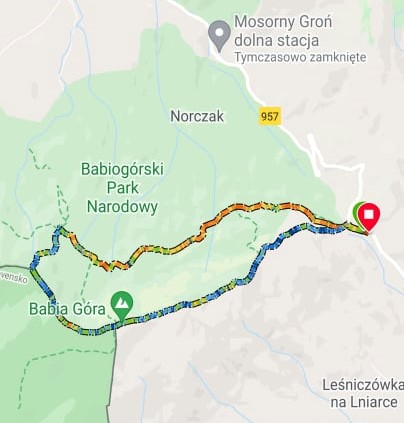 Mosorny Groń
dolna stacja
Tymczasowo zamknięte
Norczak
957
Babiogórski
Park
Narodowy
Babia Góra
Leśniczówka
na Lniarce